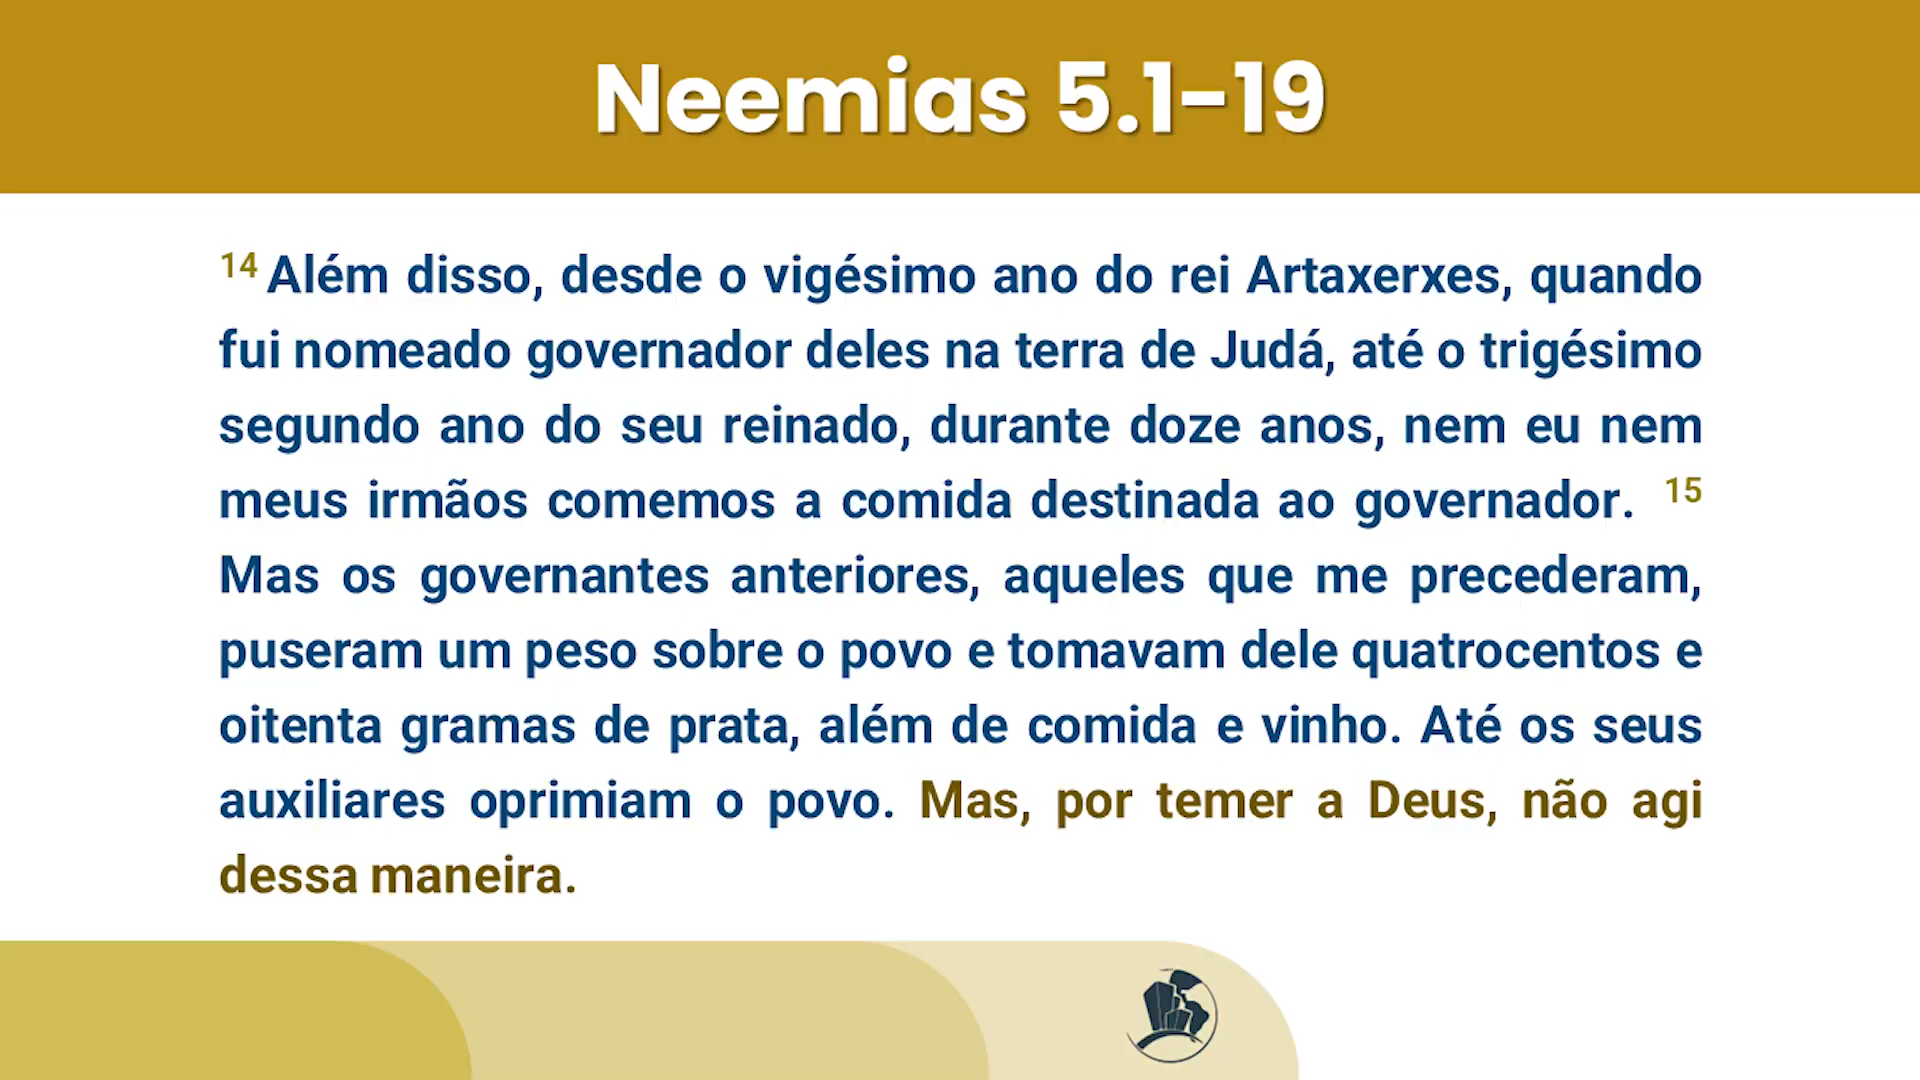 Neemias 5.1-19
14 Além disso, desde o vigésimo ano do rei Artaxerxes, quando
fui nomeado governador deles na terra de Judá, até o trigésimo
segundo ano do seu reinado, durante doze anos, nem eu nem
meus irmãos comemos a comida destinada ao governador. 15
Mas os governantes anteriores, aqueles que me precederam,
puseram um peso sobre o povo e tomavam dele quatrocentos e
oitenta gramas de prata, além de comida e vinho. Até os seus
auxiliares oprimiam o povo. Mas, por temer a Deus, não agi
dessa maneira.